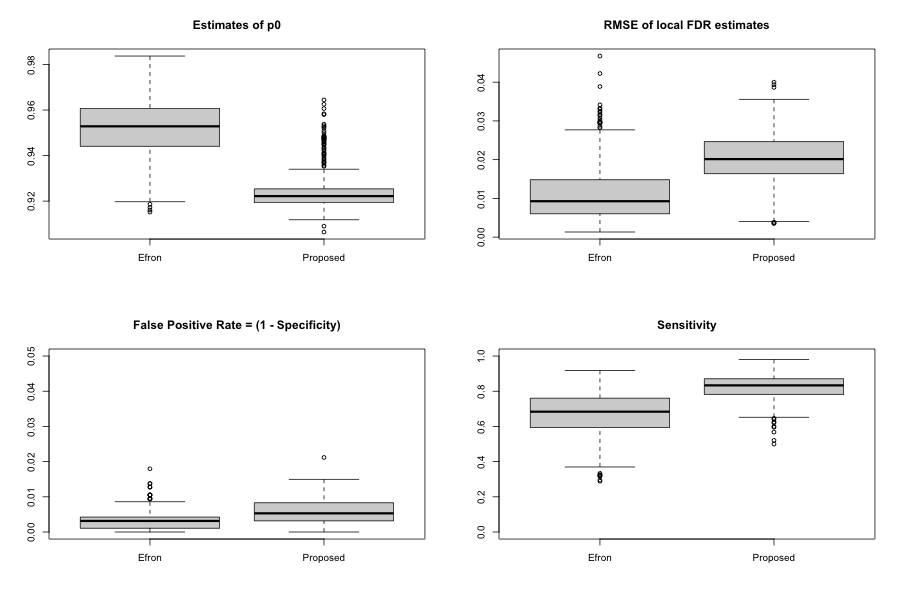 Estimates of p0
0.98
0.96
0.94
0.92
Efron
Proposed
RMSE of local FDR estimates
0.04
0.03
0.02
0.01
0.00
Efron
Proposed
False Positive Rate = (1 - Specificity)
0.05
0.04
0.03
0.02
0.01
0.00
Efron
Proposed
Sensitivity
1.0
0.8
0.6
0.4
0.2
0.0
Efron
Proposed